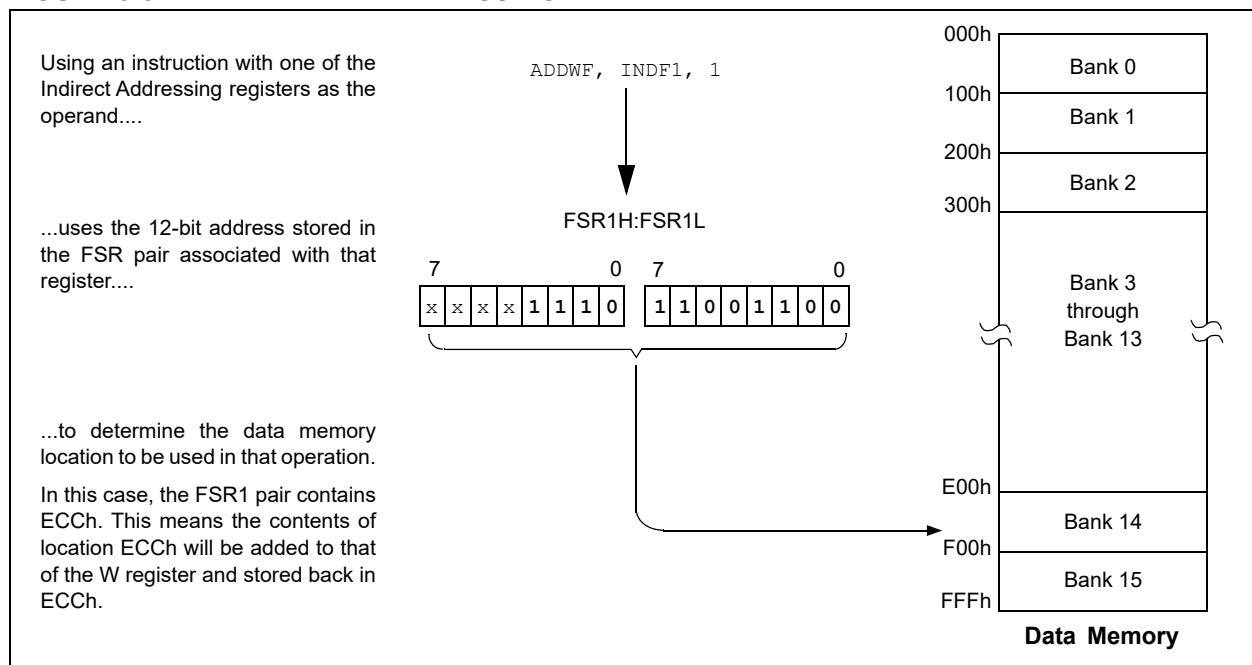 Using an instruction with one of the
Indirect Addressing registers as the
operand....
ADDWF, INDF1, 1
...uses the 12-bit address stored in
the FSR pair associated with that
register....
FSR1H:FSR1L
7 0 7 0
x x x x 1 1 1 0 1 1 0 0 1 1 0 0
...to determine the data memory
location to be used in that operation.
In this case, the FSR1 pair contains
ECCh. This means the contents of
location ECCh will be added to that
of the W register and stored back in
ECCh.
000h
Bank 0
100h
Bank 1
200h
Bank 2
300h
Bank 3
through
Bank 13
E00h
Bank 14
F00h
Bank 15
FFFh
Data Memory